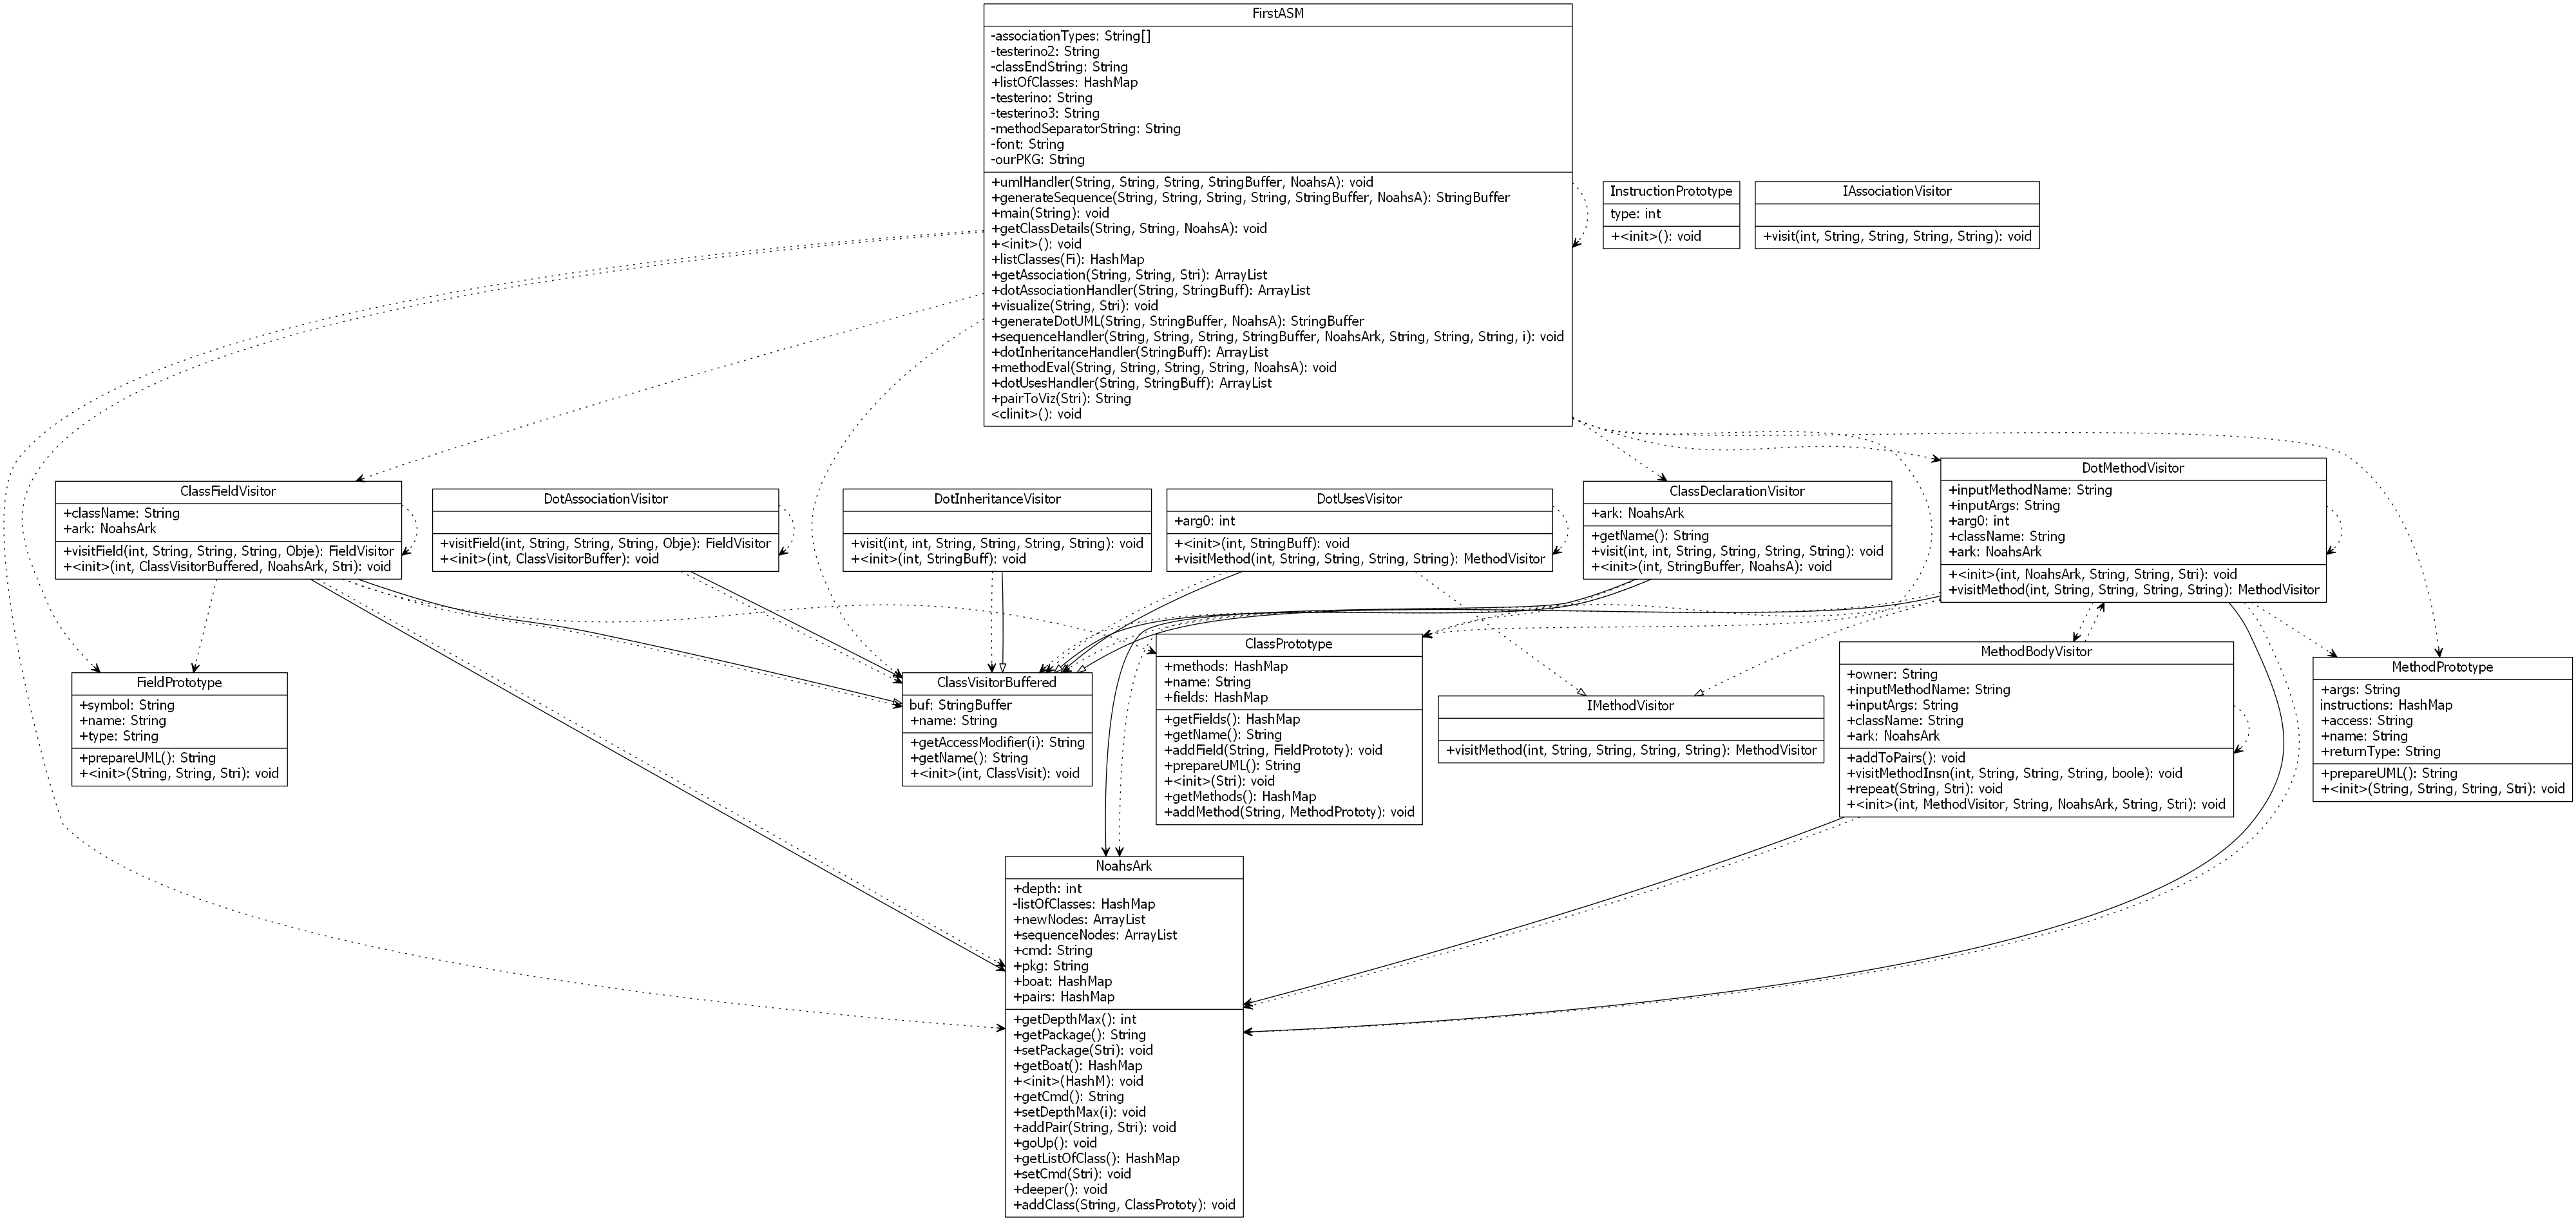 FirstASM
-associationTypes: String[]
-testerino2: String
-classEndString: String
+listOfClasses: HashMap
-testerino: String
-testerino3: String
-methodSeparatorString: String
-font: String
-ourPKG: String
+umlHandler(String, String, String, StringBuffer, NoahsA): void
+generateSequence(String, String, String, String, StringBuffer, NoahsA): StringBuffer
+main(String): void
+getClassDetails(String, String, NoahsA): void
+<init>(): void
+listClasses(Fi): HashMap
+getAssociation(String, String, Stri): ArrayList
+dotAssociationHandler(String, StringBuff): ArrayList
+visualize(String, Stri): void
+generateDotUML(String, StringBuffer, NoahsA): StringBuffer
+sequenceHandler(String, String, String, StringBuffer, NoahsArk, String, String, String, i): void
+dotInheritanceHandler(StringBuff): ArrayList
+methodEval(String, String, String, String, NoahsA): void
+dotUsesHandler(String, StringBuff): ArrayList
+pairToViz(Stri): String
<clinit>(): void
InstructionPrototype
type: int
+<init>(): void
IAssociationVisitor
+visit(int, String, String, String, String): void
ClassFieldVisitor
+className: String
+ark: NoahsArk
+visitField(int, String, String, String, Obje): FieldVisitor
+<init>(int, ClassVisitorBuffered, NoahsArk, Stri): void
DotAssociationVisitor
+visitField(int, String, String, String, Obje): FieldVisitor
+<init>(int, ClassVisitorBuffer): void
DotInheritanceVisitor
+visit(int, int, String, String, String, String): void
+<init>(int, StringBuff): void
DotUsesVisitor
+arg0: int
+<init>(int, StringBuff): void
+visitMethod(int, String, String, String, String): MethodVisitor
ClassDeclarationVisitor
+ark: NoahsArk
+getName(): String
+visit(int, int, String, String, String, String): void
+<init>(int, StringBuffer, NoahsA): void
DotMethodVisitor
+inputMethodName: String
+inputArgs: String
+arg0: int
+className: String
+ark: NoahsArk
+<init>(int, NoahsArk, String, String, Stri): void
+visitMethod(int, String, String, String, String): MethodVisitor
FieldPrototype
+symbol: String
+name: String
+type: String
+prepareUML(): String
+<init>(String, String, Stri): void
ClassVisitorBuffered
buf: StringBuffer
+name: String
+getAccessModifier(i): String
+getName(): String
+<init>(int, ClassVisit): void
ClassPrototype
+methods: HashMap
+name: String
+fields: HashMap
+getFields(): HashMap
+getName(): String
+addField(String, FieldPrototy): void
+prepareUML(): String
+<init>(Stri): void
+getMethods(): HashMap
+addMethod(String, MethodPrototy): void
IMethodVisitor
+visitMethod(int, String, String, String, String): MethodVisitor
MethodBodyVisitor
+owner: String
+inputMethodName: String
+inputArgs: String
+className: String
+ark: NoahsArk
+addToPairs(): void
+visitMethodInsn(int, String, String, String, boole): void
+repeat(String, Stri): void
+<init>(int, MethodVisitor, String, NoahsArk, String, Stri): void
MethodPrototype
+args: String
instructions: HashMap
+access: String
+name: String
+returnType: String
+prepareUML(): String
+<init>(String, String, String, Stri): void
NoahsArk
+depth: int
-listOfClasses: HashMap
+newNodes: ArrayList
+sequenceNodes: ArrayList
+cmd: String
+pkg: String
+boat: HashMap
+pairs: HashMap
+getDepthMax(): int
+getPackage(): String
+setPackage(Stri): void
+getBoat(): HashMap
+<init>(HashM): void
+getCmd(): String
+setDepthMax(i): void
+addPair(String, Stri): void
+goUp(): void
+getListOfClass(): HashMap
+setCmd(Stri): void
+deeper(): void
+addClass(String, ClassPrototy): void